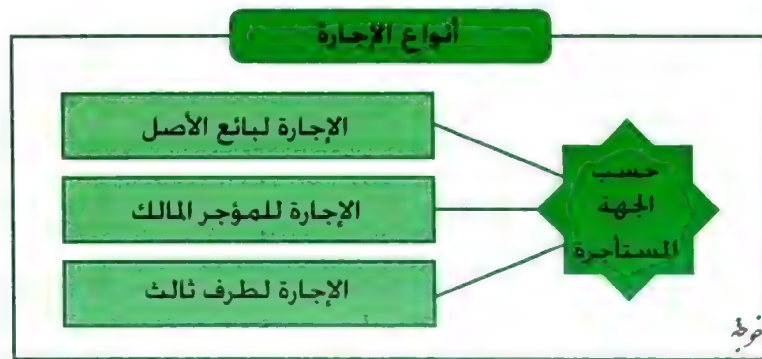 أنواع الإجارة
حسب
الجهة
المستأجرة
الإجارة لبائع الأصل
الإجارة للمؤجر المالك
الإجارة لطرف ثالث